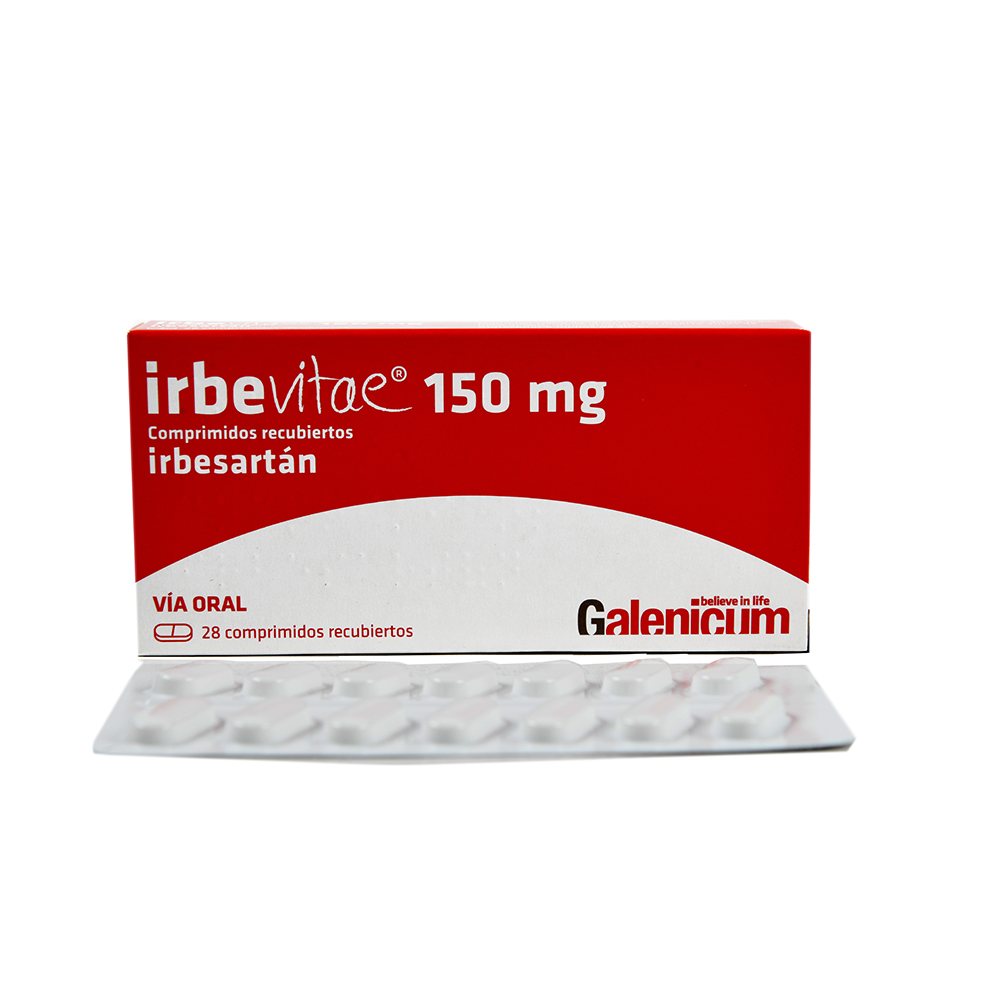 irbevitae® 150 mg
Comprimidos recubiertos
irbesartán
VÍA ORAL
28 comprimidos recubiertos
believe in life
Galenicum